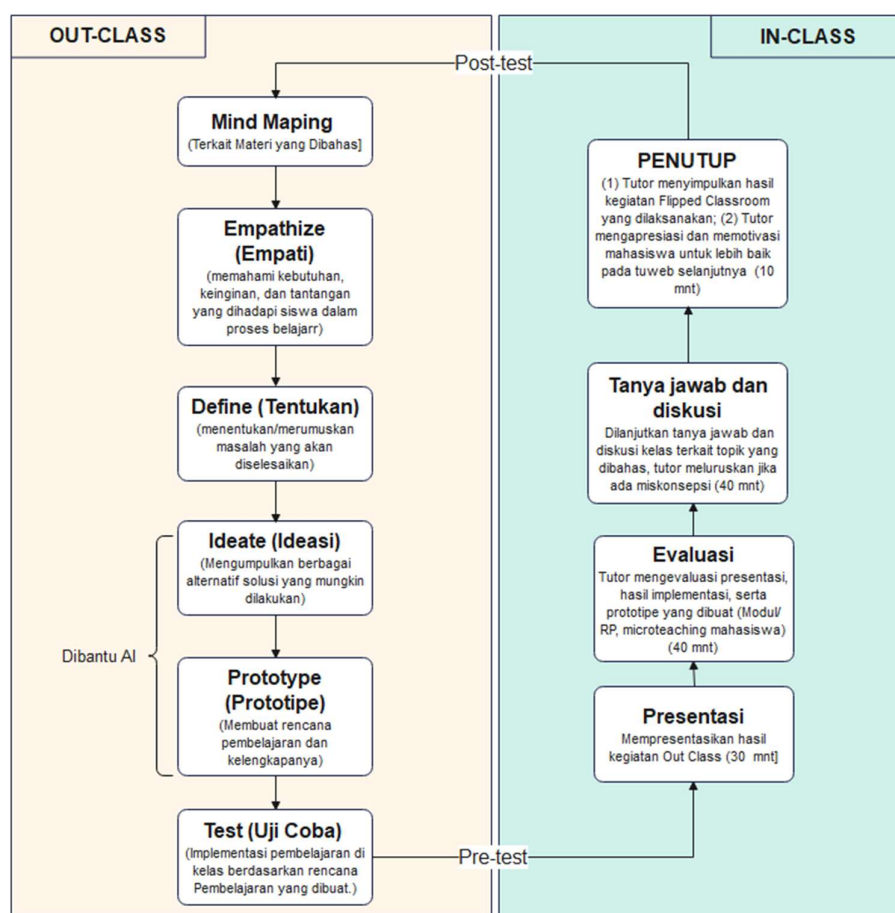 OUT-CLASS
IN-CLASS
Post-test
Mind Maping
(Terkait Materi yang Dibahas]
Empathize
(Empati)
(memahami kebutuhan,
keinginan, dan tantangan
yang dihadapi siswa dalam
proses belajarr)
Define (Tentukan)
(menentukan/merumuskan
masalah yang akan
diselesaikan)
Ideate (Ideasi)
(Mengumpulkan berbagai
alternatif solusi yang mungkin
dilakukan)
Dibantu AI
Prototype
(Prototipe)
(Membuat rencana
pembelajaran dan
kelengkapanya)
Test (Uji Coba)
(Implementasi pembelajaran di
kelas berdasarkan rencana
Pembelajaran yang dibuat.)
Pre-test
PENUTUP
(1) Tutor menyimpulkan hasil
kegiatan Flipped Classroom
yang dilaksanakan; (2) Tutor
mengapresiasi dan memotivasi
mahasiswa untuk lebih baik
pada tuweb selanjutnya (10
mnt)
Tanya jawab dan
diskusi
Dilanjutkan tanya jawab dan
diskusi kelas terkait topik yang
dibahas, tutor meluruskan jika
ada miskonsepsi (40 mnt)
Evaluasi
Tutor mengevaluasi presentasi,
hasil implementasi, serta
prototipe yang dibuat (Modul/
RP, microteaching mahasiswa)
(40 mnt)
Presentasi
Mempresentasikan hasil
kegiatan Out Class (30 mnt]